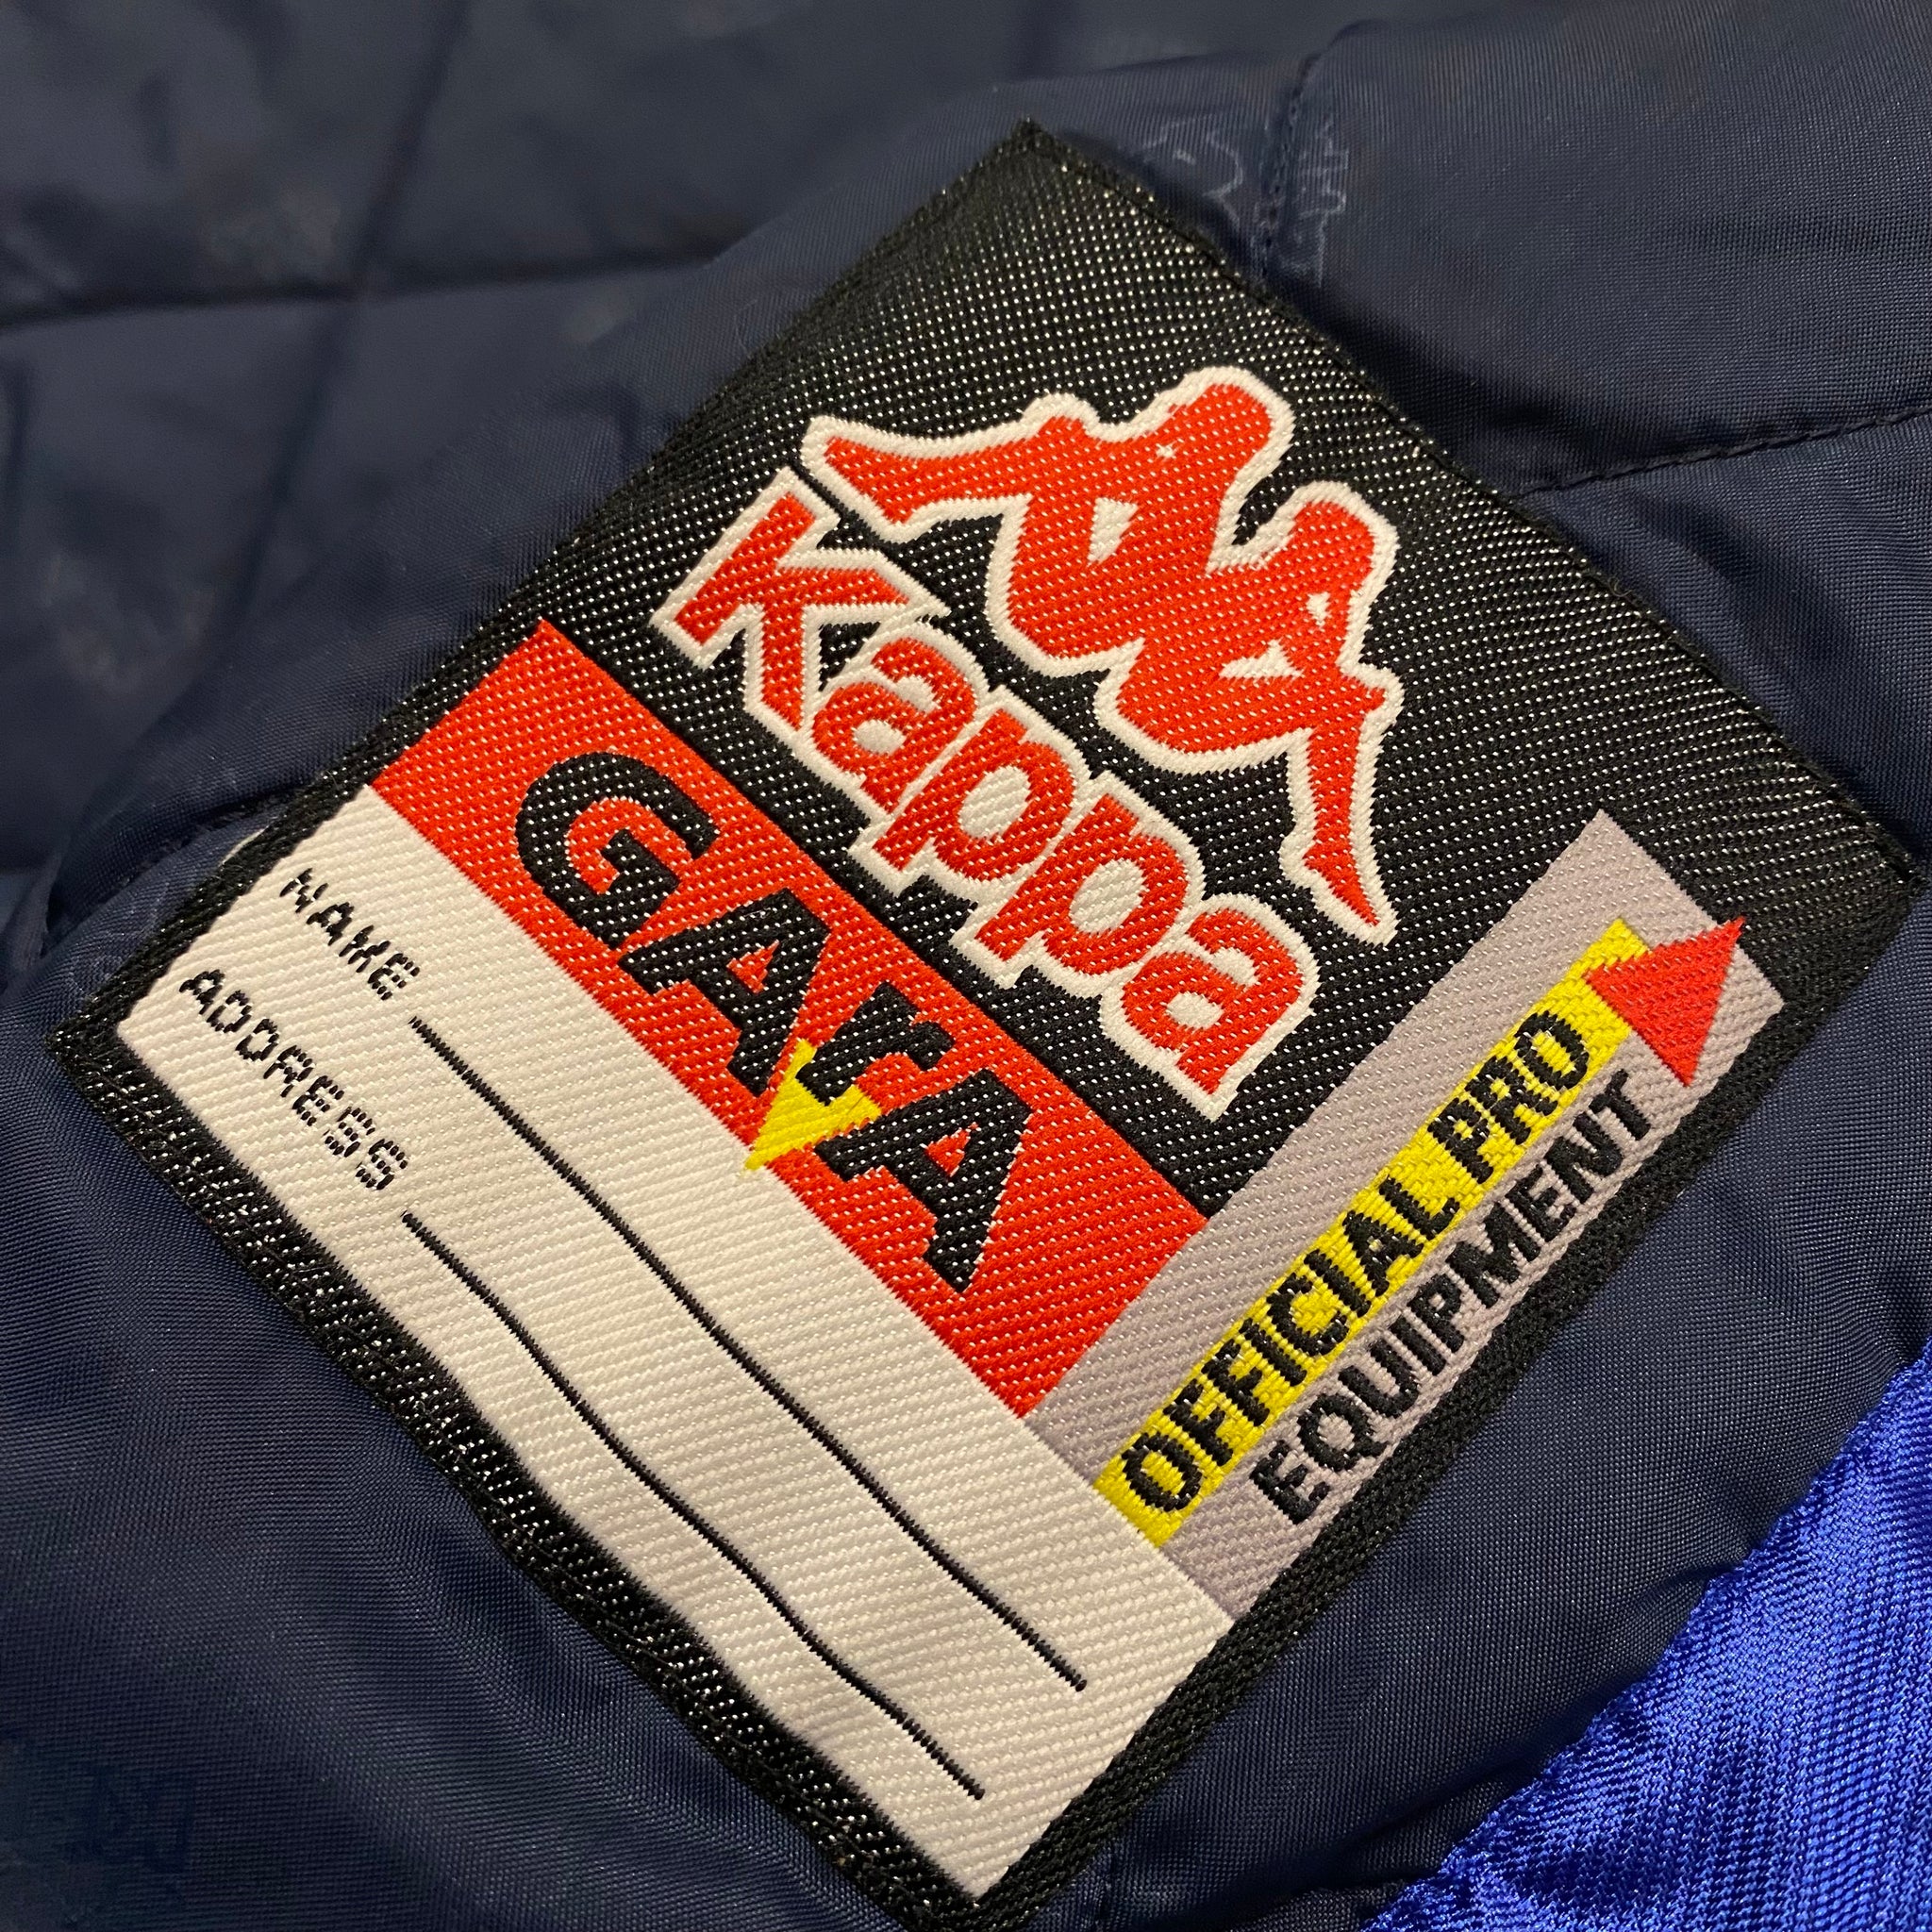 Kappa
GArA
NAME
ADDRESS
OFFICIAL PRO
EQUIPMENT